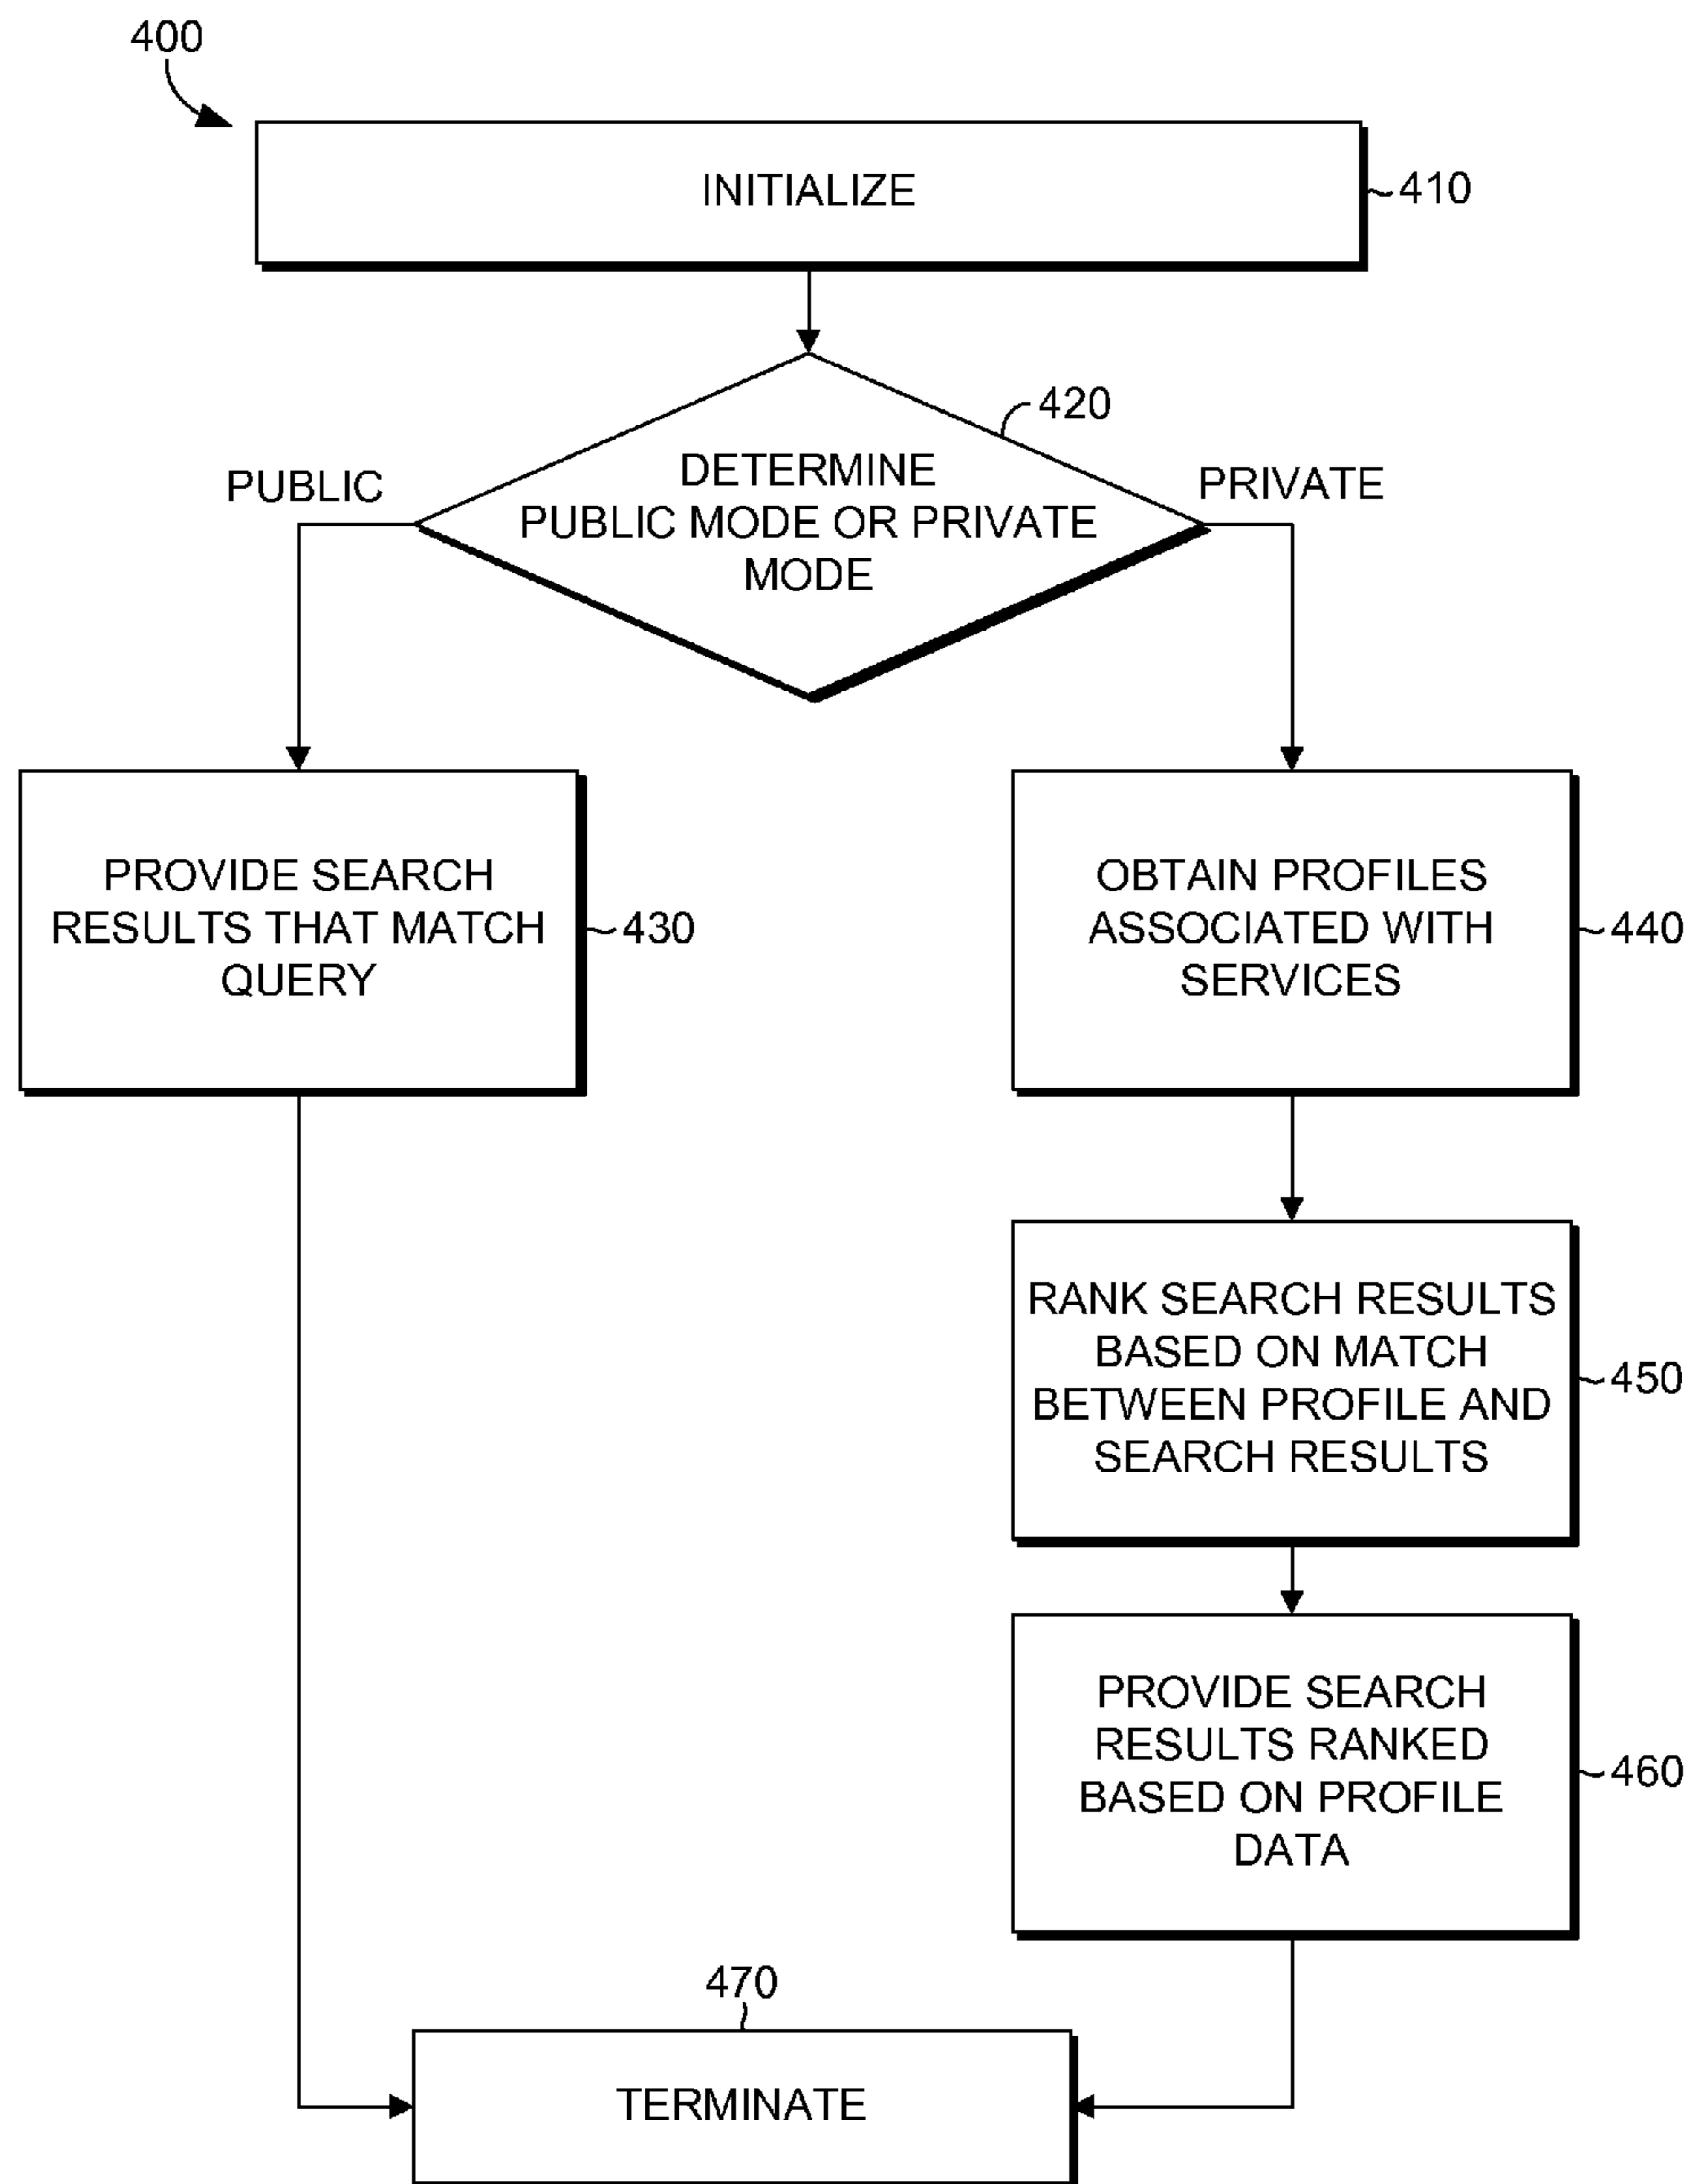 400
INITIALIZE
410
420
DETERMINE
PUBLIC MODE OR PRIVATE
MODE
PUBLIC
PRIVATE
PROVIDE SEARCH
RESULTS THAT MATCH
QUERY
430
OBTAIN PROFILES
ASSOCIATED WITH
SERVICES
440
RANK SEARCH RESULTS
BASED ON MATCH
BETWEEN PROFILE AND
SEARCH RESULTS
450
PROVIDE SEARCH
RESULTS RANKED
BASED ON PROFILE
DATA
460
470
TERMINATE